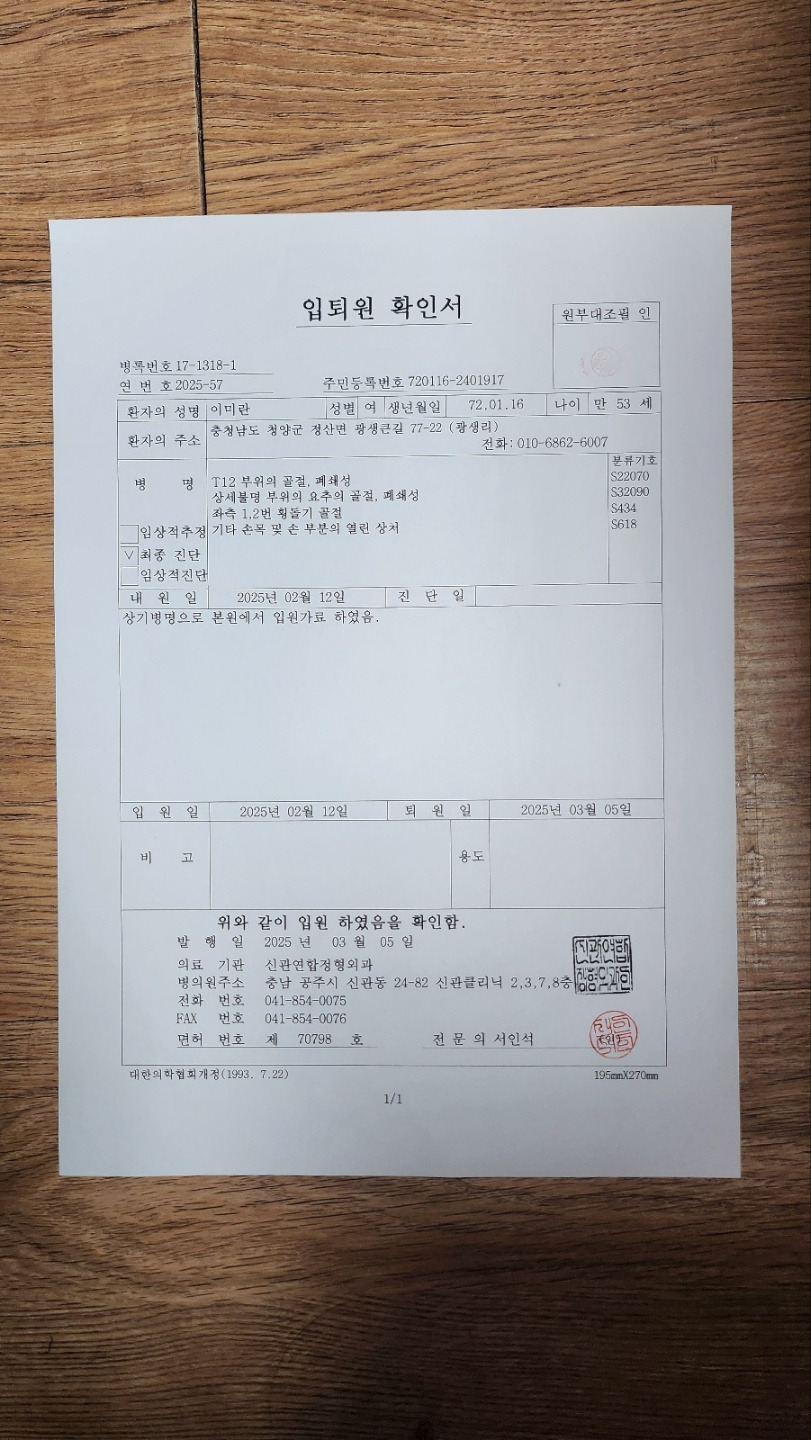 입퇴원 확인서
원부대조필 인
병록번호 17-1318-1
연 번 호 2025-57
주민등록번호 720116-2401917
환자의 성명 이미란 성별 여 생년월일 72.01.16 나이 만 53 세
환자의 주소 충청남도 청양군 정산면 광생큰길 77-22 (광생리)
전화: 010-6862-6007
분류기호
병 명 T12 부위의 골절, 폐쇄성 S22070
상세불명 부위의 요추의 골절, 폐쇄성 S32090
좌측 1,2번 횡돌기 골절 S434
임상적추정 기타 손목 및 손 부분의 열린 상처 S618
V 최종 진단
임상적진단
내 원 일 2025년 02월 12일 진 단 일
상기병명으로 본원에서 입원가료 하였음.
입 원 일 2025년 02월 12일 퇴 원 일 2025년 03월 05일
비 고 용도
위와 같이 입원 하였음을 확인함.
발 행 일 2025 년 03 월 05 일
의료 기관 신관연합정형외과
병의원주소 충남 공주시 신관동 24-82 신관클리닉 2,3,7,8층
전화 번호 041-854-0075
FAX 번호 041-854-0076
면허 번호 제 70798 호 전 문 의 서인석
대한의학협회개정(1993. 7.22) 195mmX270mm
1/1